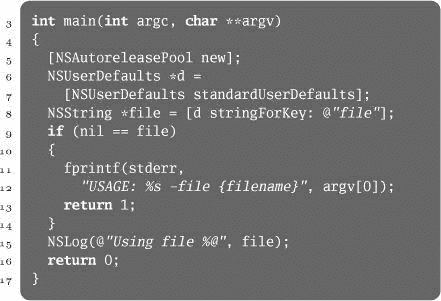 3 int main(int argc, char **argv)
4 {
5 [NSAutoreleasePool new];
6 NSUserDefaults *d =
7 [NSUserDefaults standardUserDefaults];
8 NSString *file = [d stringForKey: @"file"];
9 if (nil == file)
10 {
11 fprintf(stderr,
12 "USAGE: %s -file {filename}", argv[0]);
13 return 1;
14 }
15 NSLog(@"Using file %@", file);
16 return 0;
17 }